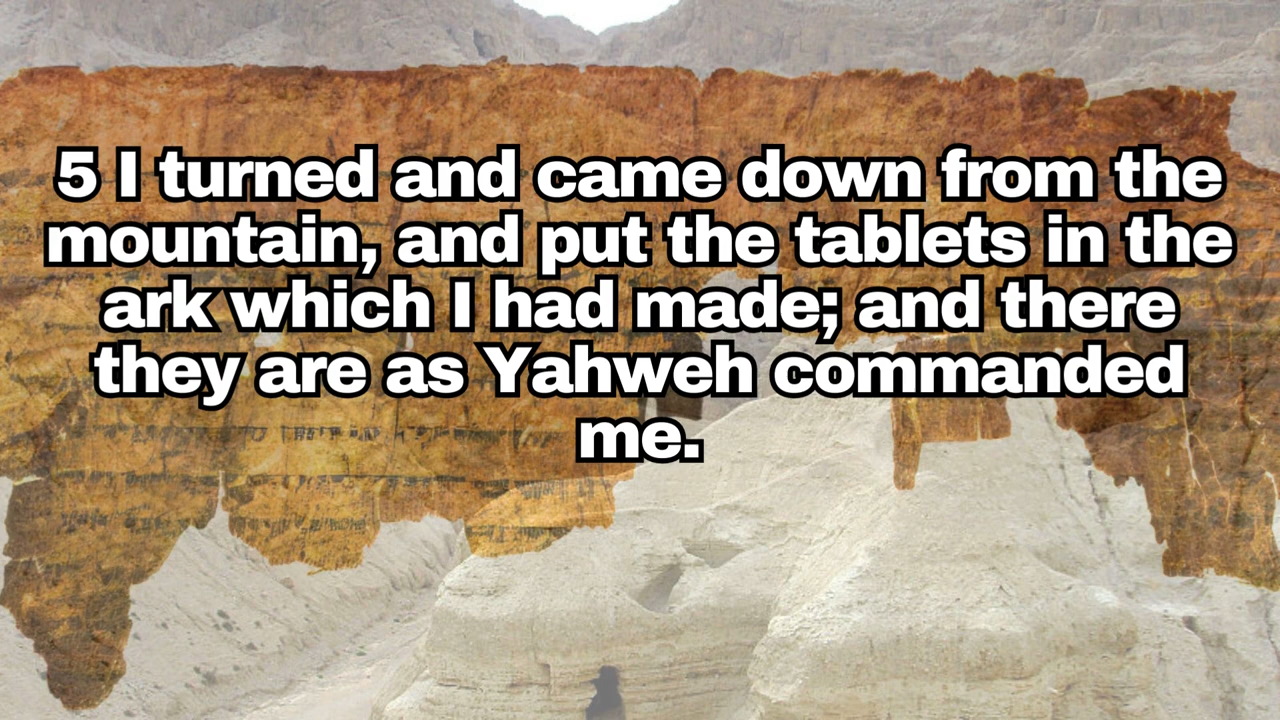 5 I turned and came down from the
mountain, and put the tablets in the
ark which I had made; and there
they are as Yahweh commanded
me.